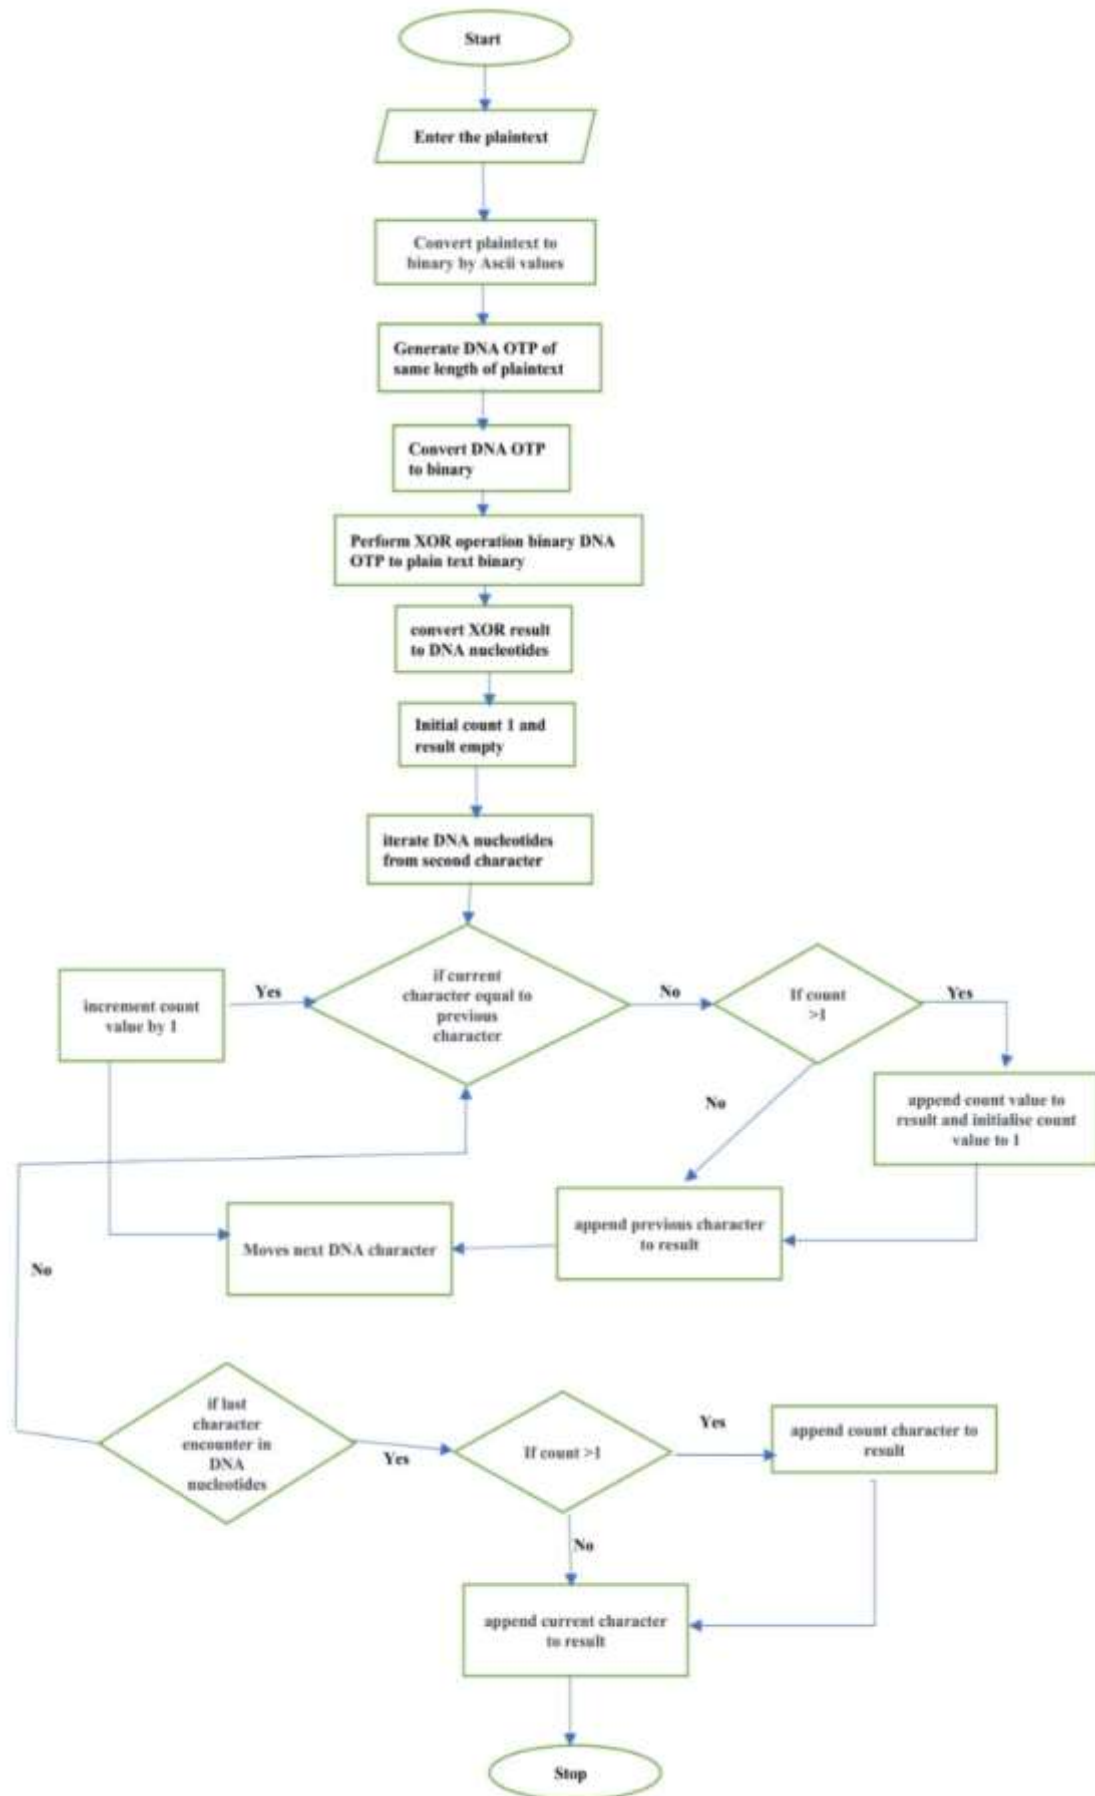 Start
Enter the plaintext
Convert plaintext to
binary by Ascii values
Generate DNA OTP of
same length of plaintext
Convert DNA OTP
to binary
Perform XOR operation binary DNA
OTP to plain text binary
convert XOR result
to DNA nucleotides
Initial count 1 and
result empty
iterate DNA nucleotides
from second character
if current
character equal to
previous
character
Yes
increment count
value by 1
No
If count
>1
Yes
append count value to
result and initialise count
value to 1
No
append previous character
to result
Moves next DNA character
No
if last
character
encounter in
DNA
nucleotides
Yes
If count >1
Yes
append count character to
result
No
append current character
to result
Stop